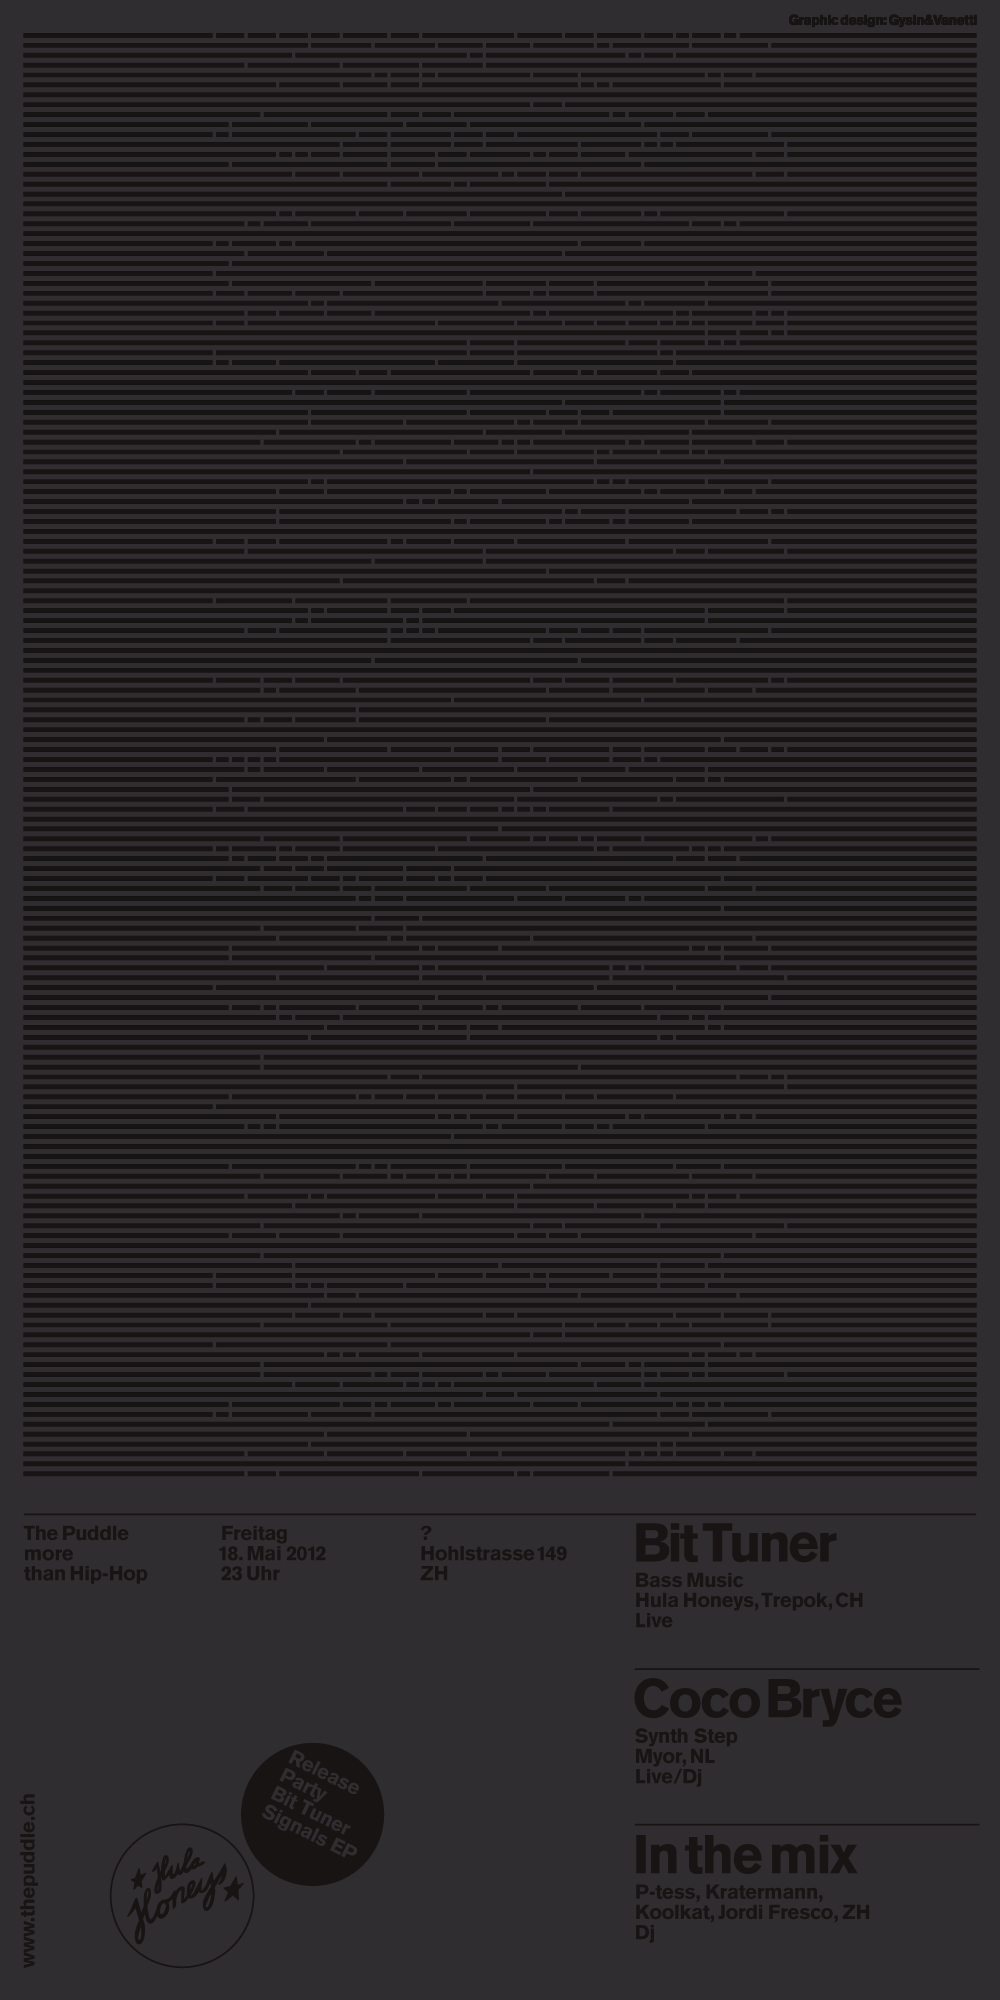 Graphic design: Gysin&Vanetti
The Puddle
more
than Hip-Hop
Freitag
18. Mai 2012
23 Uhr
?
Hohlstrasse 149
ZH
Bit Tuner
Bass Music
Hula Honeys, Trepok, CH
Live
Coco Bryce
Synth Step
Myor, NL
Live/Dj
In the mix
P-tess, Kratermann,
Koolkat, Jordi Fresco, ZH
Dj
Release
Party
Bit Tuner
Signals EP
Hula
Honeys
www.thepuddle.ch